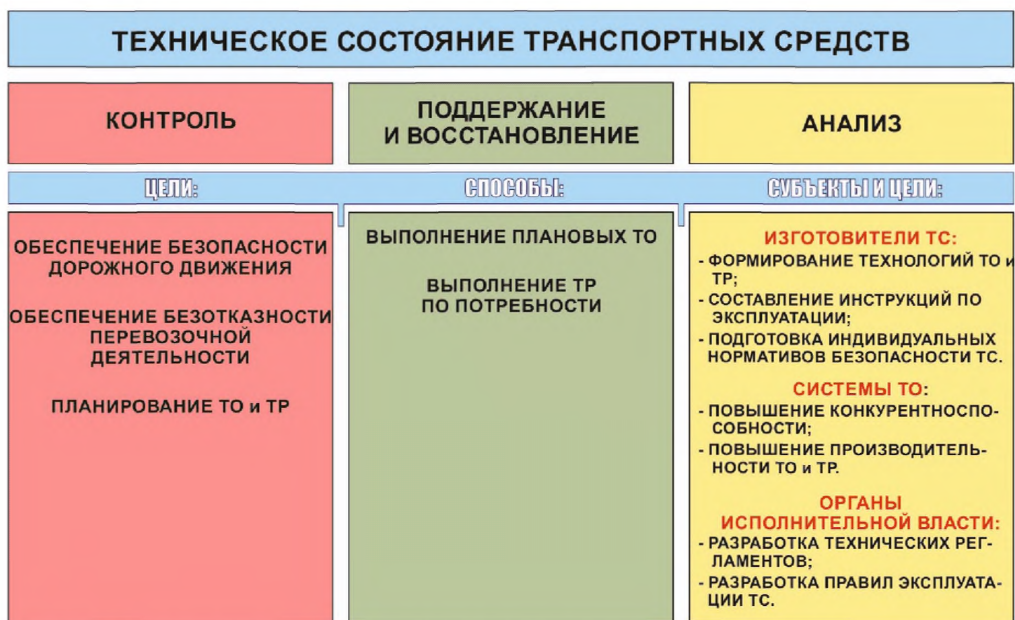 ТЕХНИЧЕСКОЕ СОСТОЯНИЕ ТРАНСПОРТНЫХ СРЕДСТВ
КОНТРОЛЬ
ПОДДЕРЖАНИЕ
И ВОССТАНОВЛЕНИЕ
АНАЛИЗ
ЦЕЛИ:
СПОСОБЫ:
СУБЪЕКТЫ И ЦЕЛИ:
ОБЕСПЕЧЕНИЕ БЕЗОПАСНОСТИ
ДОРОЖНОГО ДВИЖЕНИЯ
ОБЕСПЕЧЕНИЕ БЕЗОТКАЗНОСТИ
ПЕРЕВОЗОЧНОЙ
ДЕЯТЕЛЬНОСТИ
ПЛАНИРОВАНИЕ ТО и ТР
ВЫПОЛНЕНИЕ ПЛАНОВЫХ ТО
ВЫПОЛНЕНИЕ ТР
ПО ПОТРЕБНОСТИ
ИЗГОТОВИТЕЛИ ТС:
- ФОРМИРОВАНИЕ ТЕХНОЛОГИЙ ТО и
ТР;
- СОСТАВЛЕНИЕ ИНСТРУКЦИЙ ПО
ЭКСПЛУАТАЦИИ;
- ПОДГОТОВКА ИНДИВИДУАЛЬНЫХ
НОРМАТИВОВ БЕЗОПАСНОСТИ ТС.
СИСТЕМЫ ТО:
- ПОВЫШЕНИЕ КОНКУРЕНТНОСПО-
СОБНОСТИ;
- ПОВЫШЕНИЕ ПРОИЗВОДИТЕЛЬ-
НОСТИ ТО и ТР.
ОРГАНЫ
ИСПОЛНИТЕЛЬНОЙ ВЛАСТИ:
- РАЗРАБОТКА ТЕХНИЧЕСКИХ РЕГ-
ЛАМЕНТОВ;
- РАЗРАБОТКА ПРАВИЛ ЭКСПЛУАТА-
ЦИИ ТС.